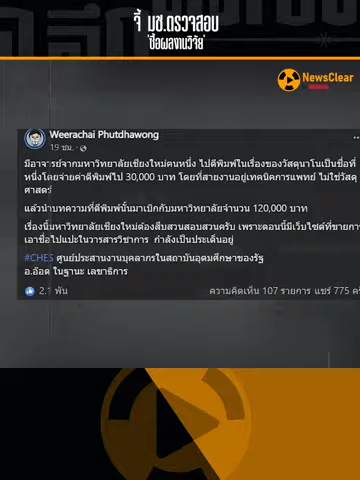 จี้ มช.ตรวจสอบ
'ซื้อผลงานวิจัย'
NewsClear
Weerachai Phutdhawong
19 ชม.
มีอาจารย์จากมหาวิทยาลัยเชียงใหม่คนหนึ่ง ไปตีพิมพ์ในเรื่องของวัสดุนาโนเป็นชื่อที่
หนึ่งโดยจ่ายค่าตีพิมพ์ไป 30,000 บาท โดยที่สายงานอยู่เทคนิคการแพทย์ ไม่ใช่วัสดุ
ศาสตร์
แล้วนำบทความที่ตีพิมพ์นั้นมาเบิกกับมหาวิทยาลัยจำนวน 120,000 บาท
เรื่องนี้มหาวิทยาลัยเชียงใหม่ต้องสืบสวนสอบสวนครับ เพราะตอนนี้มีเว็บไซต์ที่ขายการ
เอาชื่อไปแปะในวารสารวิชาการ กำลังเป็นประเด็นอยู่
#CHES ศูนย์ประสานงานบุคลากรในสถาบันอุดมศึกษาของรัฐ
อ.อ๊อด ในฐานะ เลขาธิการ
2.1 พัน ความคิดเห็น 107 รายการ แชร์ 775 ครั้